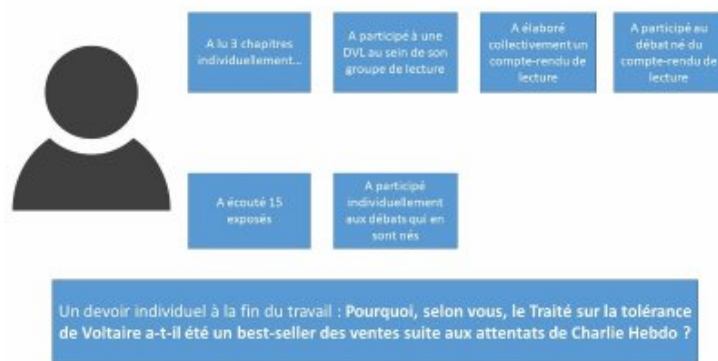 A lu 3 chapitres
individuellement...
A participé à une
DVL au sein de son
groupe de lecture
A élaboré
collectivement un
compte-rendu de
lecture
A participé au
débat né du
compte-rendu de
lecture
A écouté 15
exposés
A participé
individuellement
aux débats qui en
sont nés
Un devoir individuel à la fin du travail : Pourquoi, selon vous, le Traité sur la tolérance
de Voltaire a-t-il été un best-seller des ventes suite aux attentats de Charlie Hebdo ?